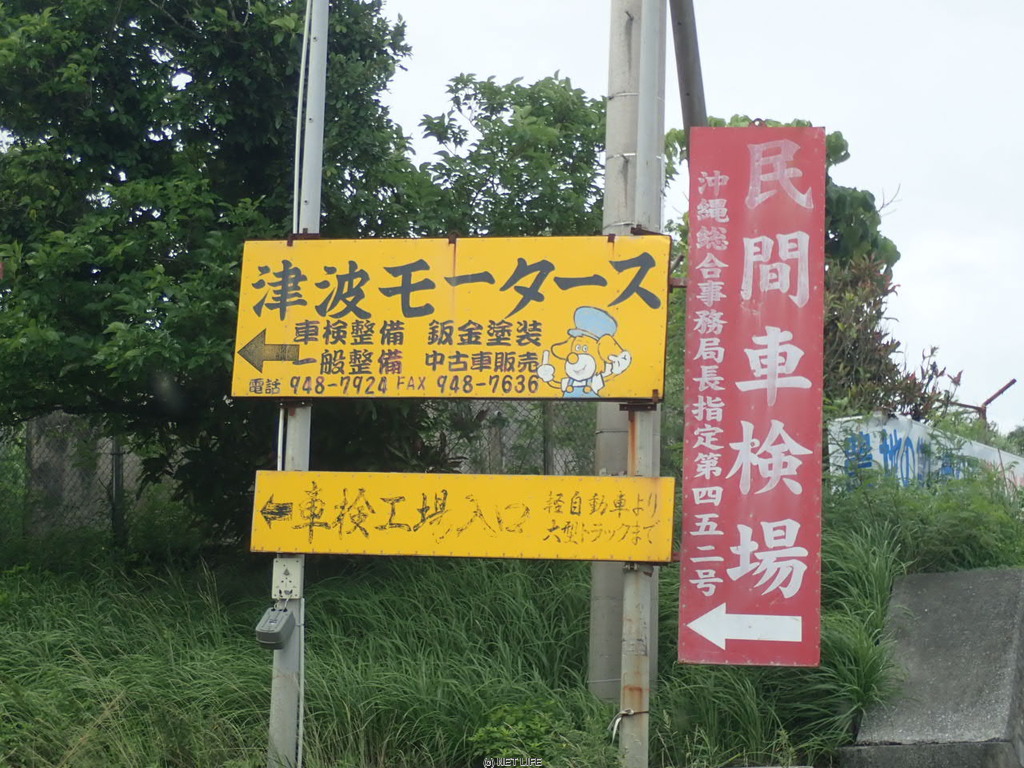 津波モータース
車検整備 鈑金塗装
一般整備 中古車販売
電話 948-7924 FAX 948-7636
車検工場入口
軽自動車より
大型トラックまで
民間車検場
沖縄総合事務局長指定第四五二号
© NET LIFE